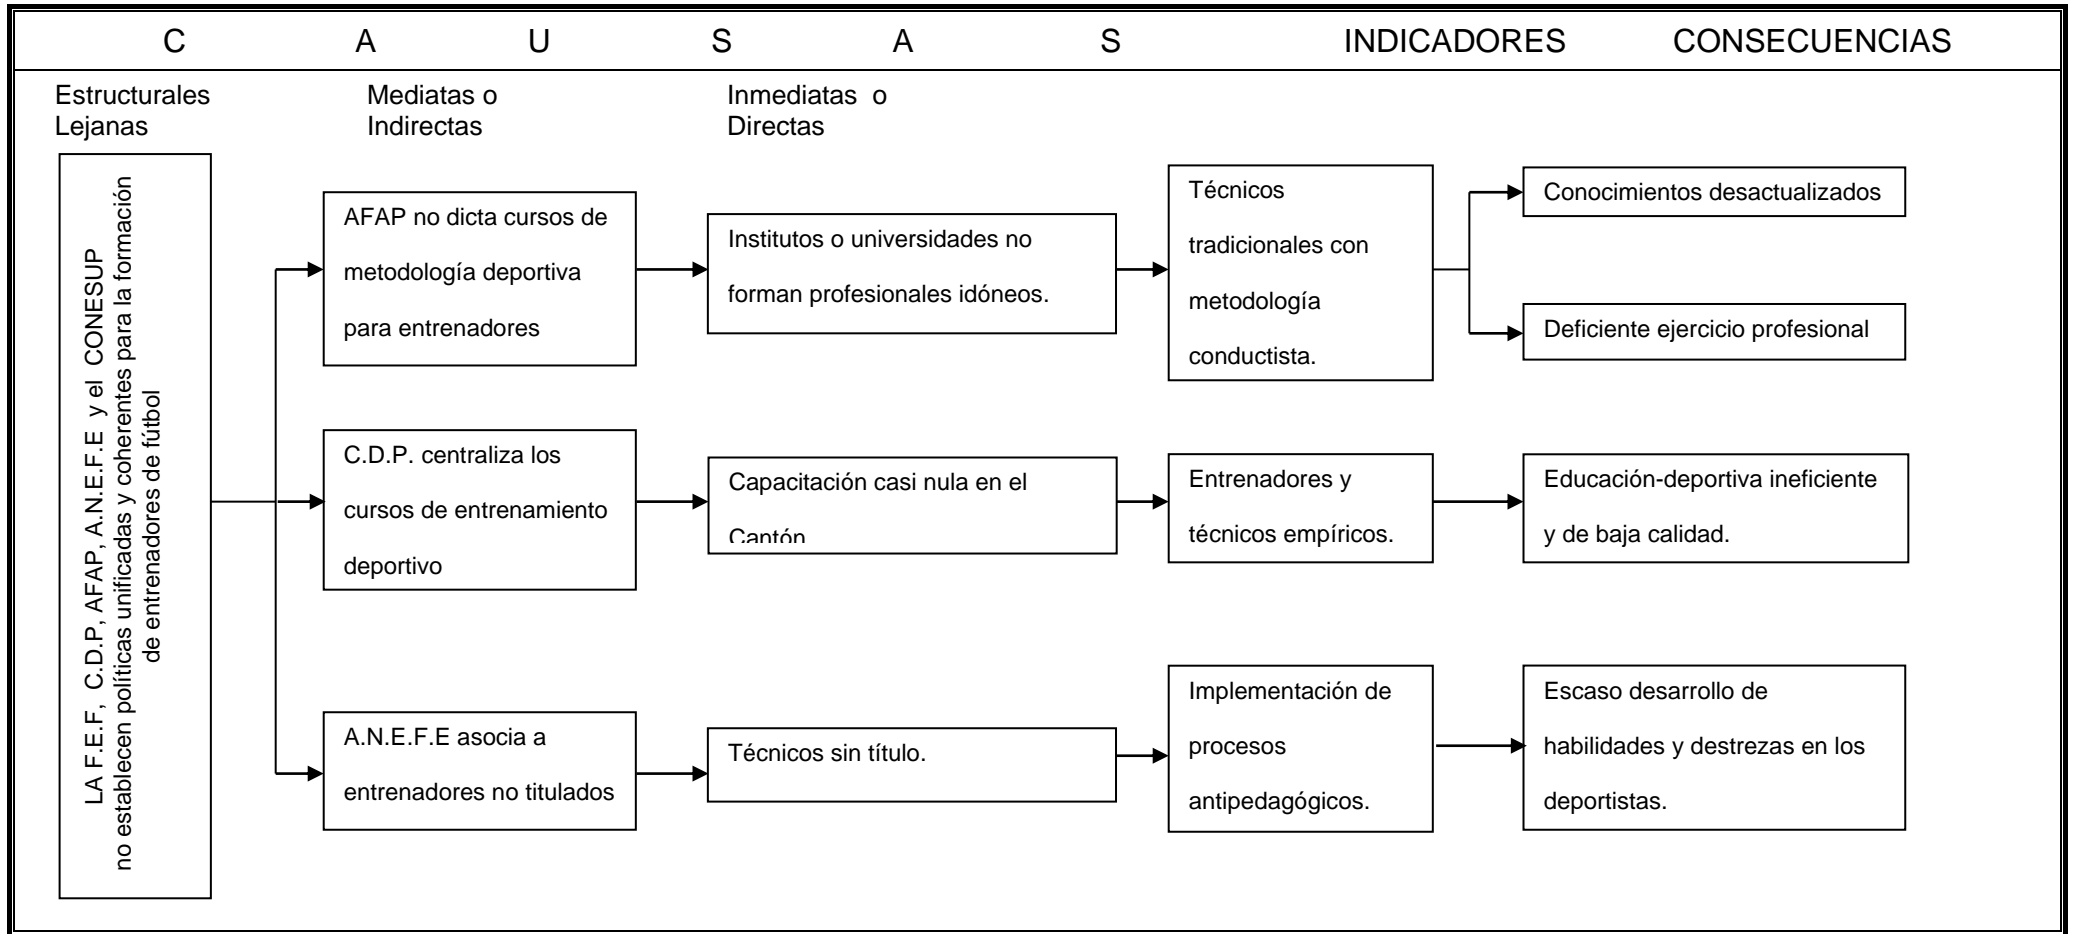 C A U S A S INDICADORES CONSECUENCIAS
Estructurales
Lejanas
Mediatas o
Indirectas
Inmediatas o
Directas
LA F.E.F, C.D.P, AFAP, A.N.E.F.E y el CONESUP
no establecen políticas unificadas y coherentes para la formación
de entrenadores de fútbol
AFAP no dicta cursos de
metodología deportiva
para entrenadores
Institutos o universidades no
forman profesionales idóneos.
Técnicos
tradicionales con
metodología
conductista.
Conocimientos desactualizados
Deficiente ejercicio profesional
C.D.P. centraliza los
cursos de entrenamiento
deportivo
Capacitación casi nula en el
Cantón
Entrenadores y
técnicos empíricos.
Educación-deportiva ineficiente
y de baja calidad.
A.N.E.F.E asocia a
entrenadores no titulados
Técnicos sin título.
Implementación de
procesos
antipedagógicos.
Escaso desarrollo de
habilidades y destrezas en los
deportistas.